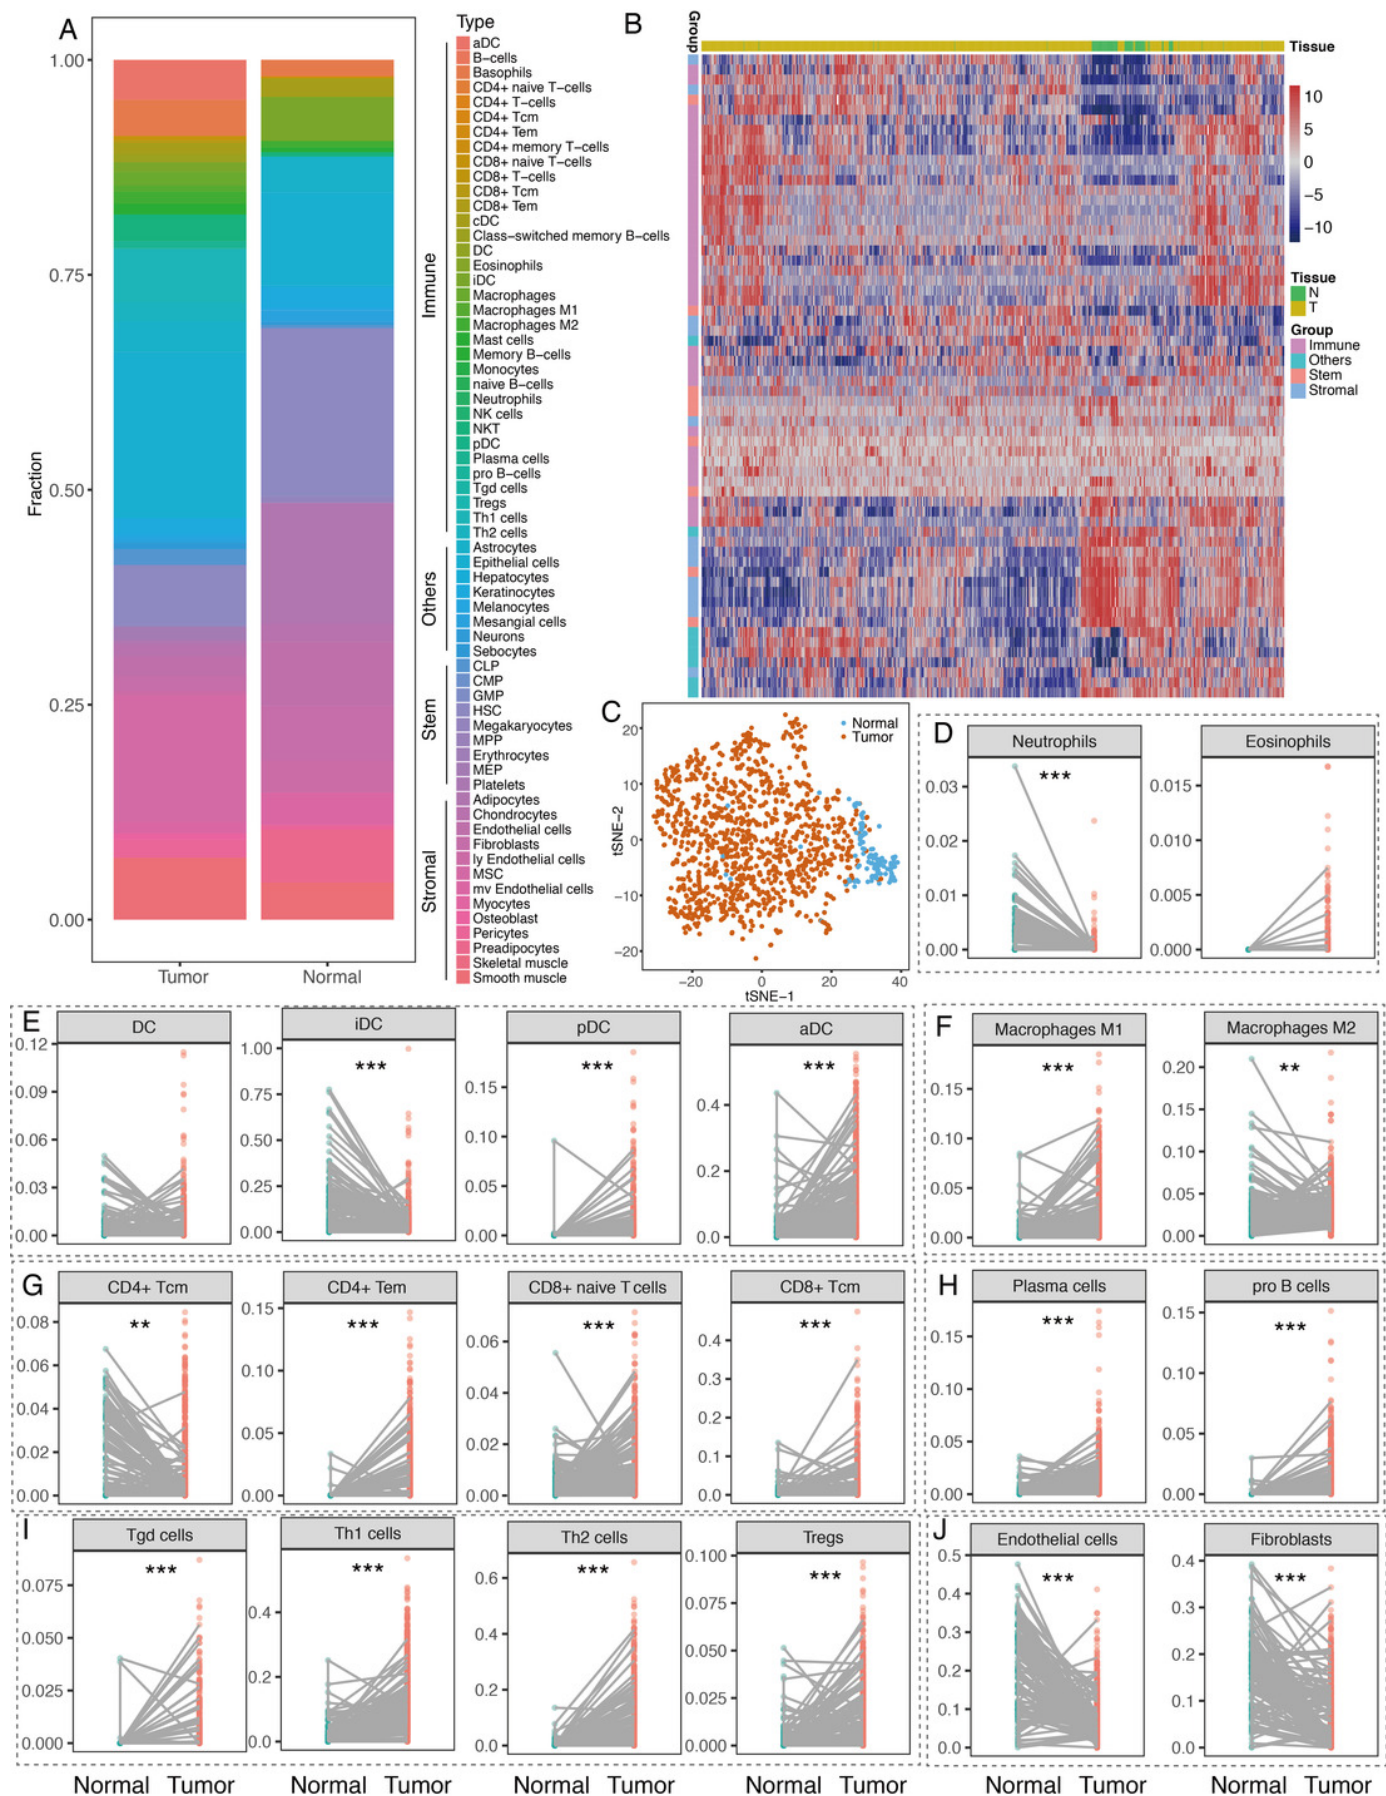 A
1.00
0.75
0.50
0.25
0.00
Fraction
Tumor
Normal
Type
aDC
B−cells
Basophils
CD4+ naive T−cells
CD4+ T−cells
CD4+ Tcm
CD4+ Tem
CD4+ memory T−cells
CD8+ naive T−cells
CD8+ T−cells
CD8+ Tcm
CD8+ Tem
cDC
Class−switched memory B−cells
DC
Eosinophils
iDC
Macrophages
Macrophages M1
Macrophages M2
Mast cells
Memory B−cells
Monocytes
naive B−cells
Neutrophils
NK cells
NKT
pDC
Plasma cells
pro B−cells
Tgd cells
Tregs
Th1 cells
Th2 cells
Astrocytes
Epithelial cells
Hepatocytes
Keratinocytes
Melanocytes
Mesangial cells
Neurons
Sebocytes
CLP
CMP
GMP
HSC
Megakaryocytes
MPP
Erythrocytes
MEP
Platelets
Adipocytes
Chondrocytes
Endothelial cells
Fibroblasts
ly Endothelial cells
MSC
mv Endothelial cells
Myocytes
Osteoblast
Pericytes
Preadipocytes
Skeletal muscle
Smooth muscle
Immune
Others
Stem
Stromal
B
Group
Tissue
10
5
0
−5
−10
Tissue
N
T
Group
Immune
Others
Stem
Stromal
C
Normal
Tumor
20
10
0
−10
−20
tSNE−2
−20
0
20
40
tSNE−1
D
Neutrophils
***
0.03
0.02
0.01
0.00
Eosinophils
0.015
0.010
0.005
0.000
E
DC
0.12
0.09
0.06
0.03
0.00
iDC
***
1.00
0.75
0.50
0.25
0.00
pDC
***
0.15
0.10
0.05
0.00
aDC
***
0.4
0.2
0.0
F
Macrophages M1
***
0.15
0.10
0.05
0.00
Macrophages M2
**
0.20
0.15
0.10
0.05
0.00
G
CD4+ Tcm
**
0.08
0.06
0.04
0.02
0.00
CD4+ Tem
***
0.15
0.10
0.05
0.00
CD8+ naive T cells
***
0.06
0.04
0.02
0.00
CD8+ Tcm
***
0.4
0.3
0.2
0.1
0.0
H
Plasma cells
***
0.15
0.10
0.05
0.00
pro B cells
***
0.15
0.10
0.05
0.00
I
Tgd cells
***
0.075
0.050
0.025
0.000
Th1 cells
***
0.4
0.2
0.0
Th2 cells
***
0.6
0.4
0.2
0.0
Tregs
***
0.100
0.075
0.050
0.025
0.000
J
Endothelial cells
***
0.5
0.4
0.3
0.2
0.1
0.0
Fibroblasts
***
0.4
0.3
0.2
0.1
0.0
Normal Tumor
Normal Tumor
Normal Tumor
Normal Tumor
Normal Tumor
Normal Tumor